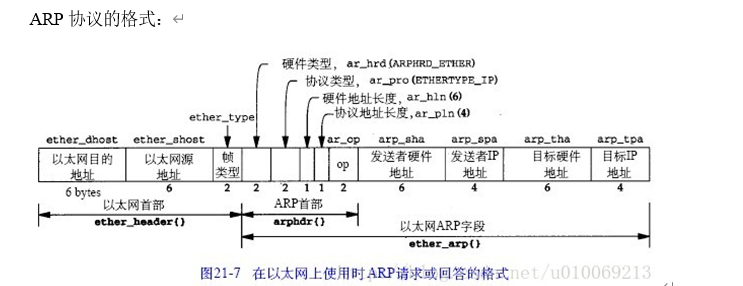 ARP 协议的格式：
硬件类型, ar_hrd(ARPHRD_ETHER)
协议类型, ar_pro(ETHERTYPE_IP)
硬件地址长度, ar_hln(6)
协议地址长度,ar_pln(4)
ether_type
ether_dhost ether_shost ar_op arp_sha arp_spa arp_tha arp_tpa
以太网目的地址 以太网源地址 帧类型 op 发送者硬件地址 发送者IP地址 目标硬件地址 目标IP地址
6 bytes 6 2 2 2 1 1 2 6 4 6 4
以太网首部 ARP首部
ether_header{} arphdr{} 以太网ARP字段
ether_arp{}
图21-7 在以太网上使用时ARP请求或回答的格式
net/u010069213